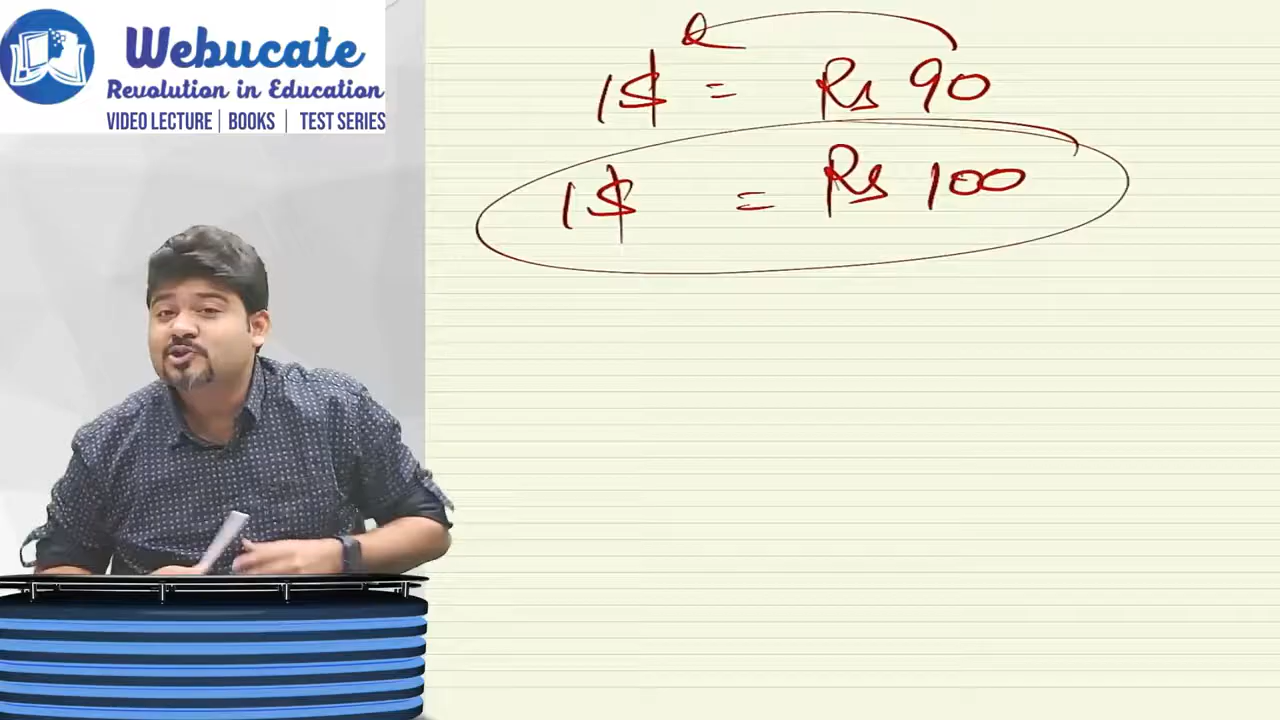 Webucate
Revolution in Education
VIDEO LECTURE | BOOKS | TEST SERIES
1$ = Rs 90
1$ = Rs 100